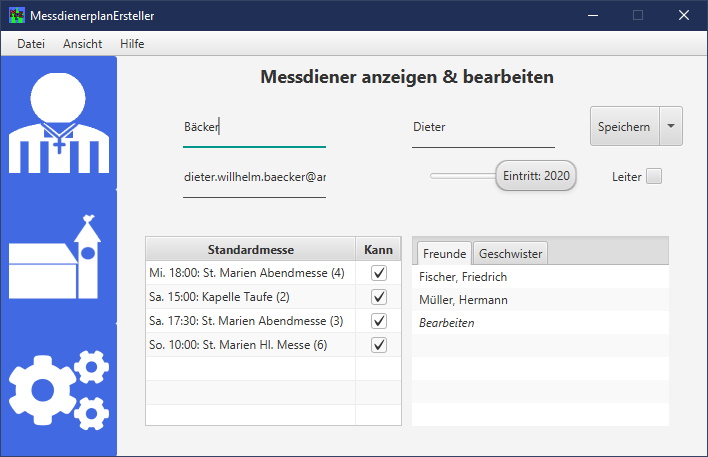 MessdienerplanErsteller
Datei Ansicht Hilfe
Messdiener anzeigen & bearbeiten
Bäcker
Dieter
Speichern
dieter.willhelm.baecker@ar
Eintritt: 2020
Leiter
Standardmesse Kann
Mi. 18:00: St. Marien Abendmesse (4)
Sa. 15:00: Kapelle Taufe (2)
Sa. 17:30: St. Marien Abendmesse (3)
So. 10:00: St. Marien Hl. Messe (6)
Freunde Geschwister
Fischer, Friedrich
Müller, Hermann
Bearbeiten